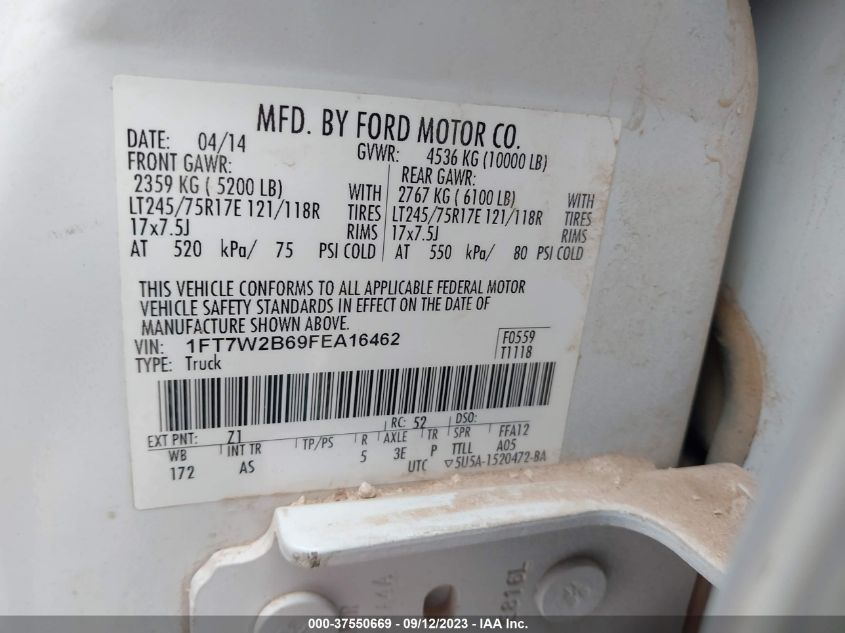 MFD. BY FORD MOTOR CO.
DATE: 04/14 GVWR: 4536 KG (10000 LB)
FRONT GAWR: REAR GAWR:
2359 KG ( 5200 LB) WITH 2767 KG ( 6100 LB) WITH
LT245/75R17E 121/118R TIRES LT245/75R17E 121/118R TIRES
17x7.5J RIMS 17x7.5J RIMS
AT 520 kPa/ 75 PSI COLD AT 550 kPa/ 80 PSI COLD
THIS VEHICLE CONFORMS TO ALL APPLICABLE FEDERAL MOTOR
VEHICLE SAFETY STANDARDS IN EFFECT ON THE DATE OF
MANUFACTURE SHOWN ABOVE.
VIN: 1FT7W2B69FEA16462 F0559
TYPE: Truck T1118
EXT PNT: Z1 RC: 52 DSO:
WB INT TR TP/PS R AXLE TR SPR FFA12
172 AS 5 3E P TTLL A05
UTC ▽5U5A-1520472-BA
816L
000-37550669 - 09/12/2023 - IAAI Inc.